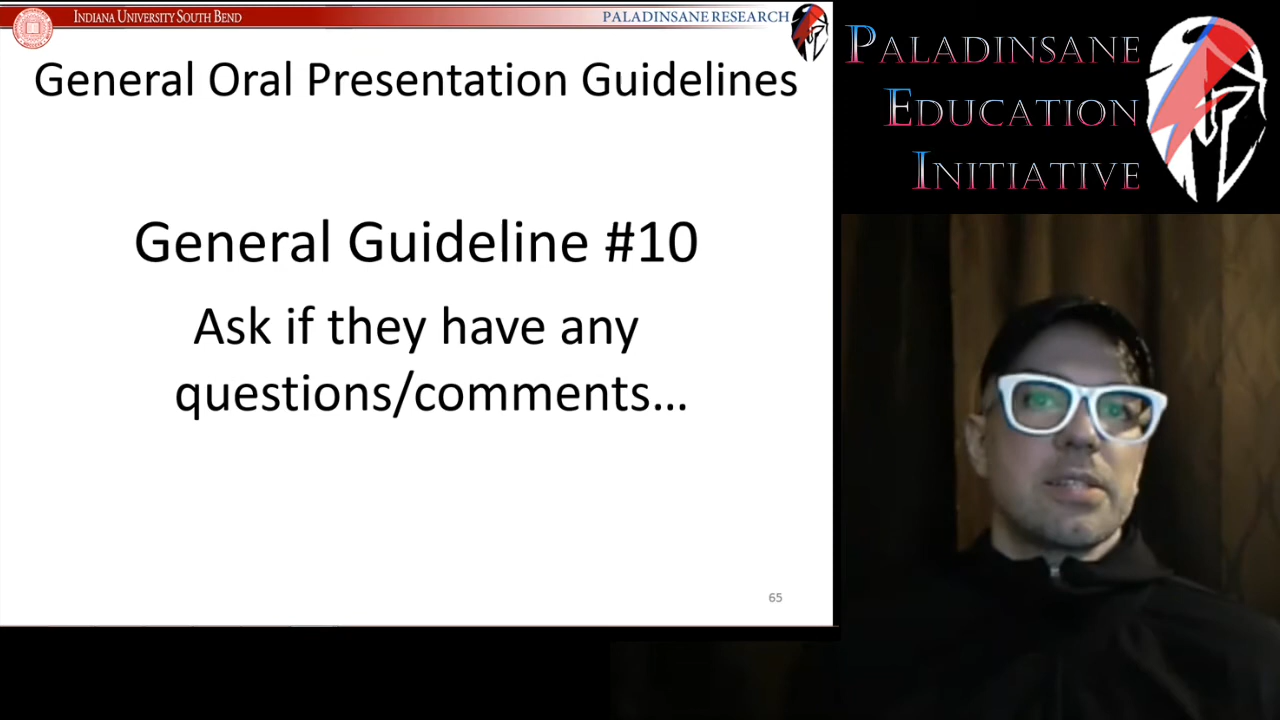 INDIANA UNIVERSITY SOUTH BEND
PALADINSANE RESEARCH
General Oral Presentation Guidelines
General Guideline #10
Ask if they have any
questions/comments…
65
PALADINSANE
EDUCATION
INITIATIVE